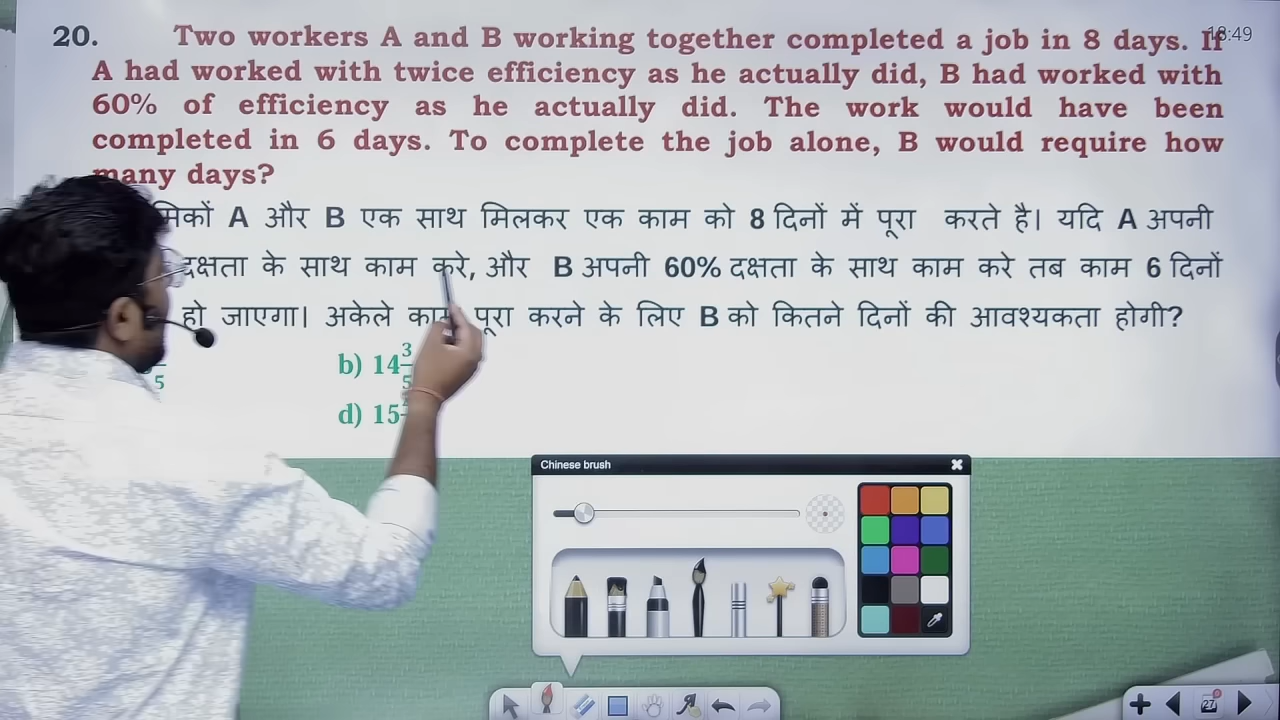 20. Two workers A and B working together completed a job in 8 days. If
18:49
A had worked with twice efficiency as he actually did, B had worked with
60% of efficiency as he actually did. The work would have been
completed in 6 days. To complete the job alone, B would require how
many days?
A और B एक साथ मिलकर एक काम को 8 दिनों में पूरा करते है। यदि A अपनी
दक्षता के साथ काम करे, और B अपनी 60% दक्षता के साथ काम करे तब काम 6 दिनों
हो जाएगा। अकेले काम पूरा करने के लिए B को कितने दिनों की आवश्यकता होगी?
5
b) 14 3/5
d) 15
Chinese brush
27